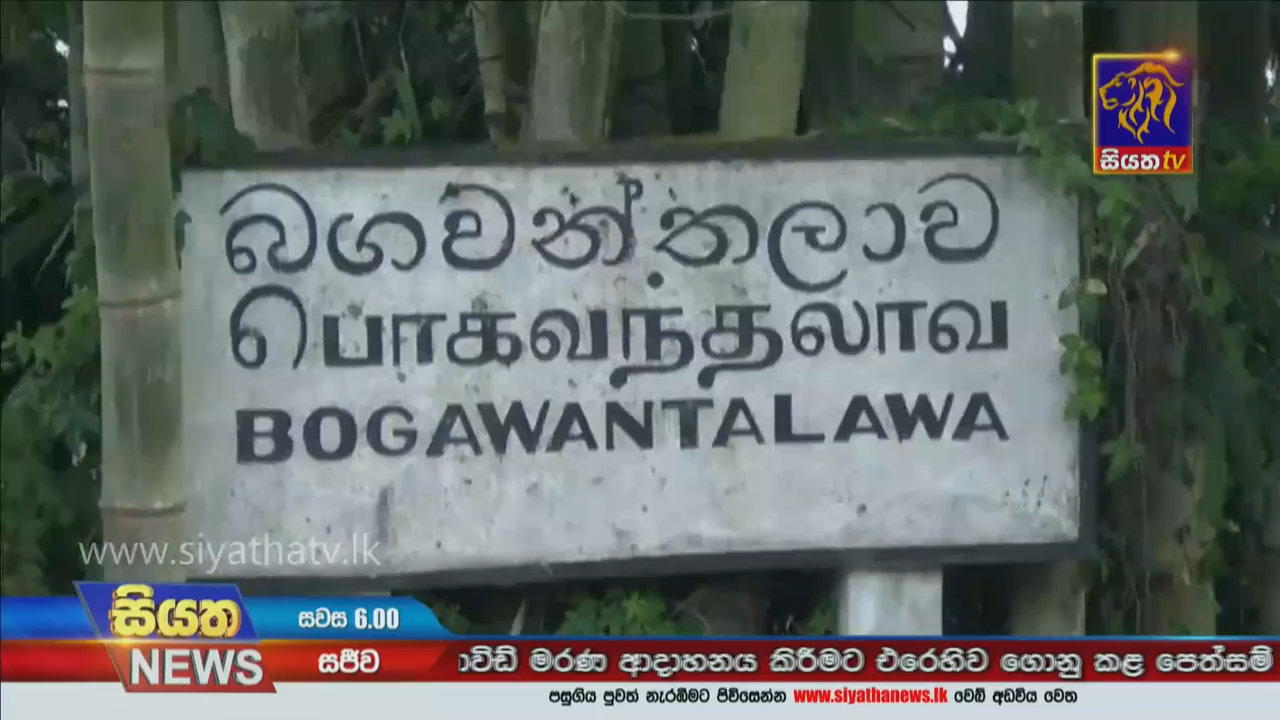 සියත tv
බගවන්තලාව
பொகவந்தலாவ
BOGAWANTALAWA
www.siyathatv.lk
සියත
NEWS
සවස 6.00
සජීව
ාවිඩ් මරණ ආදාහනය කිරීමට එරෙහිව ගොනු කළ පෙත්සම්
පසුගිය පුවත් නැරඹීමට පිවිසෙන්න www.siyathanews.lk වෙබ් අඩවිය වෙත